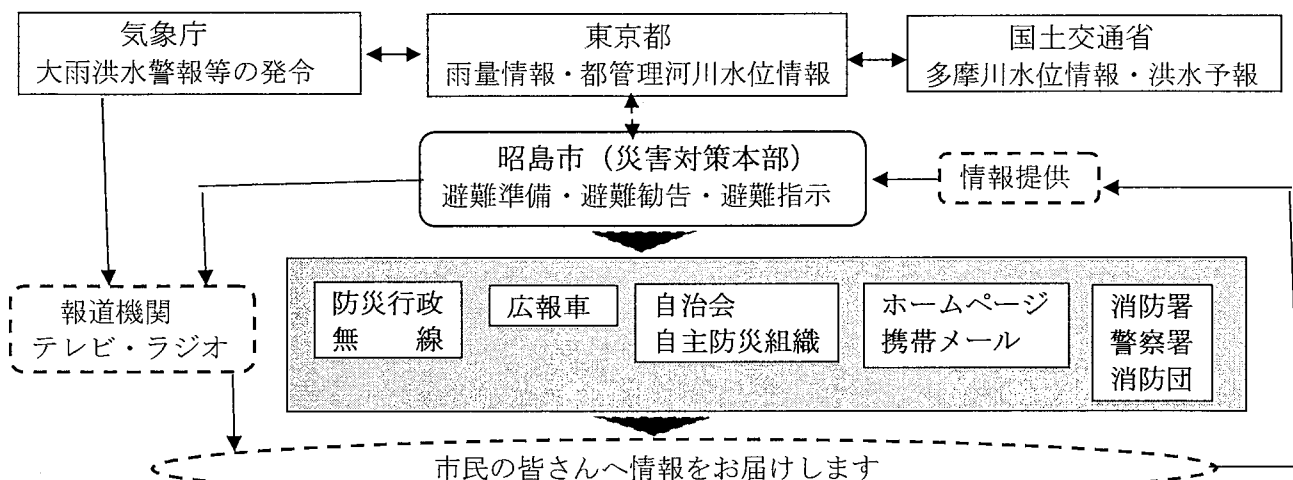 気象庁
大雨洪水警報等の発令
東京都
雨量情報・都管理河川水位情報
国土交通省
多摩川水位情報・洪水予報
昭島市（災害対策本部）
避難準備・避難勧告・避難指示
情報提供
報道機関
テレビ・ラジオ
防災行政
無　　線
広報車
自治会
自主防災組織
ホームページ
携帯メール
消防署
警察署
消防団
市民の皆さんへ情報をお届けします